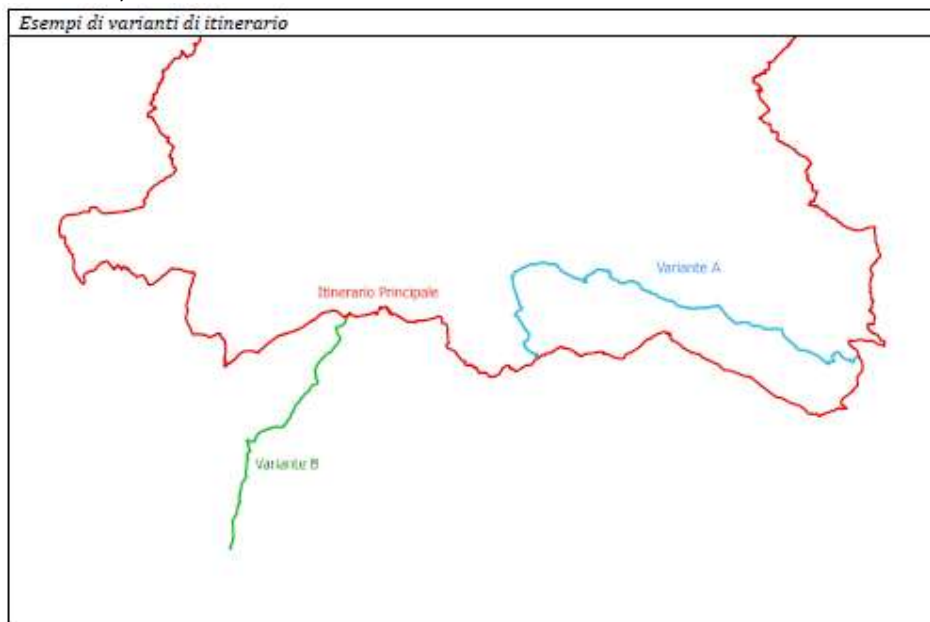 Esempi di varianti di itinerario
Variante A
Itinerario Principale
Variante B